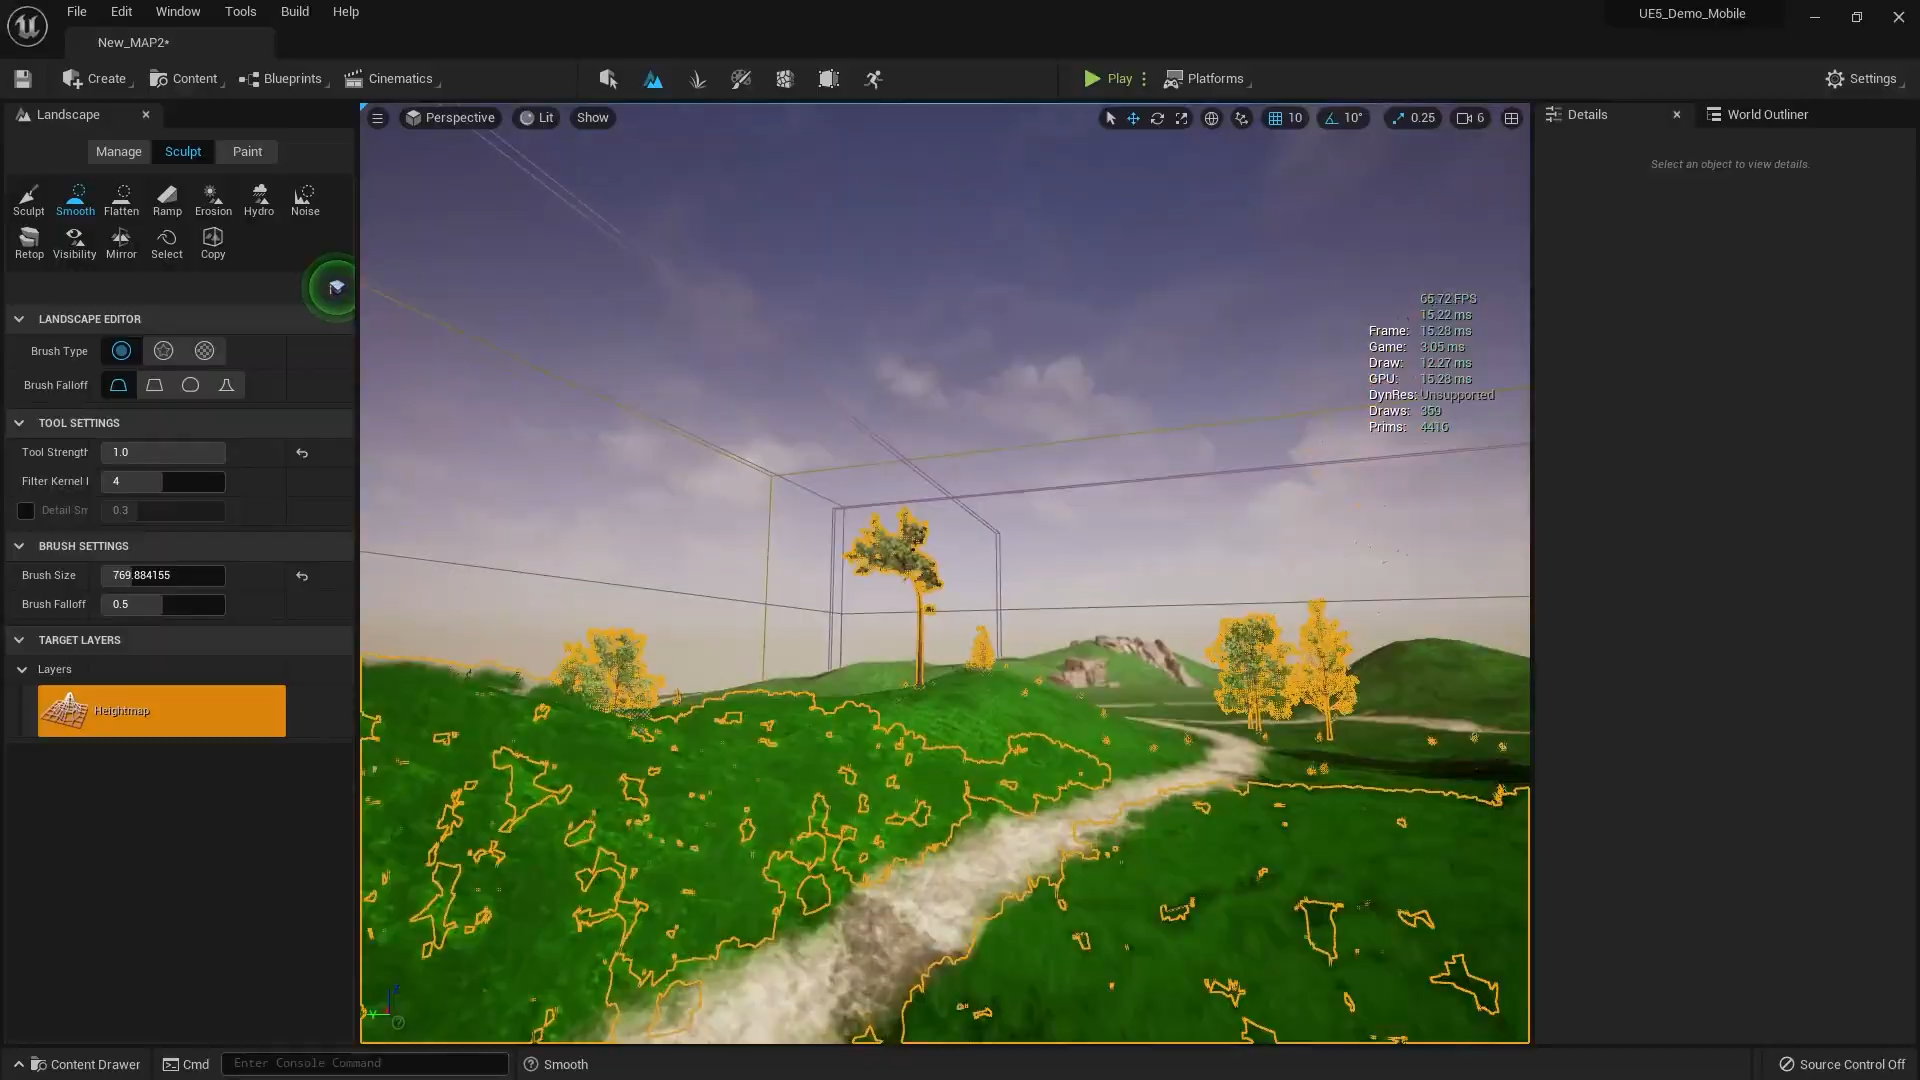 File Edit Window Tools Build Help
UE5_Demo_Mobile
New_MAP2*
Create Content Blueprints Cinematics Play Platforms Settings
Landscape
Perspective Lit Show 10 10° 0.25 6
Details World Outliner
Manage Sculpt Paint
Select an object to view details.
Sculpt Smooth Flatten Ramp Erosion Hydro Noise
Retop Visibility Mirror Select Copy
LANDSCAPE EDITOR
Brush Type
Brush Falloff
TOOL SETTINGS
Tool Strength 1.0
Filter Kernel 4
Detail Sm 0.3
BRUSH SETTINGS
Brush Size 769.884155
Brush Falloff 0.5
TARGET LAYERS
Layers
Heightmap
65.72 FPS
15.22 ms
Frame: 15.28 ms
Game: 3.05 ms
Draw: 12.27 ms
GPU: 15.28 ms
DynRes: Unsupported
Draws: 359
Prims: 4416
Content Drawer Cmd Enter Console Command Smooth Source Control Off